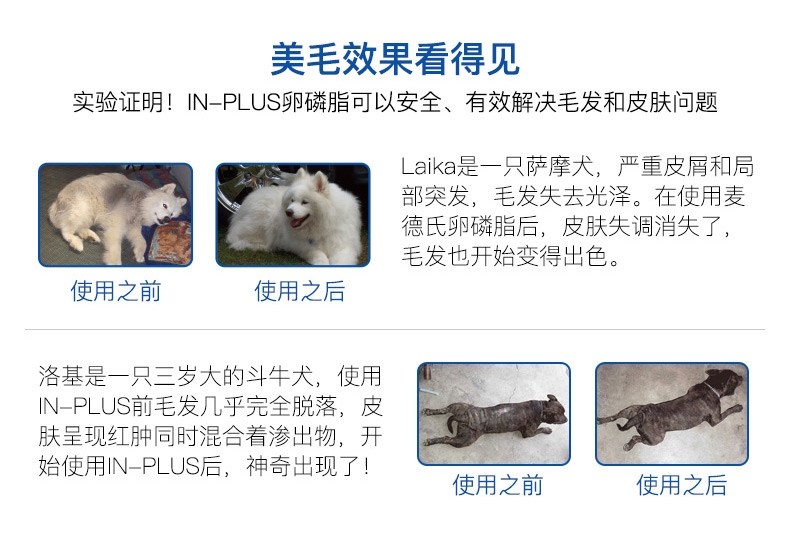 美毛效果看得见
实验证明！IN-PLUS卵磷脂可以安全、有效解决毛发和皮肤问题
Laika是一只萨摩犬，严重皮屑和局
部突发，毛发失去光泽。在使用麦
德氏卵磷脂后，皮肤失调消失了，
毛发也开始变得出色。
使用之前
使用之后
洛基是一只三岁大的斗牛犬，使用
IN-PLUS前毛发几乎完全脱落，皮
肤呈现红肿同时混合着渗出物，开
始使用IN-PLUS后，神奇出现了！
使用之前
使用之后